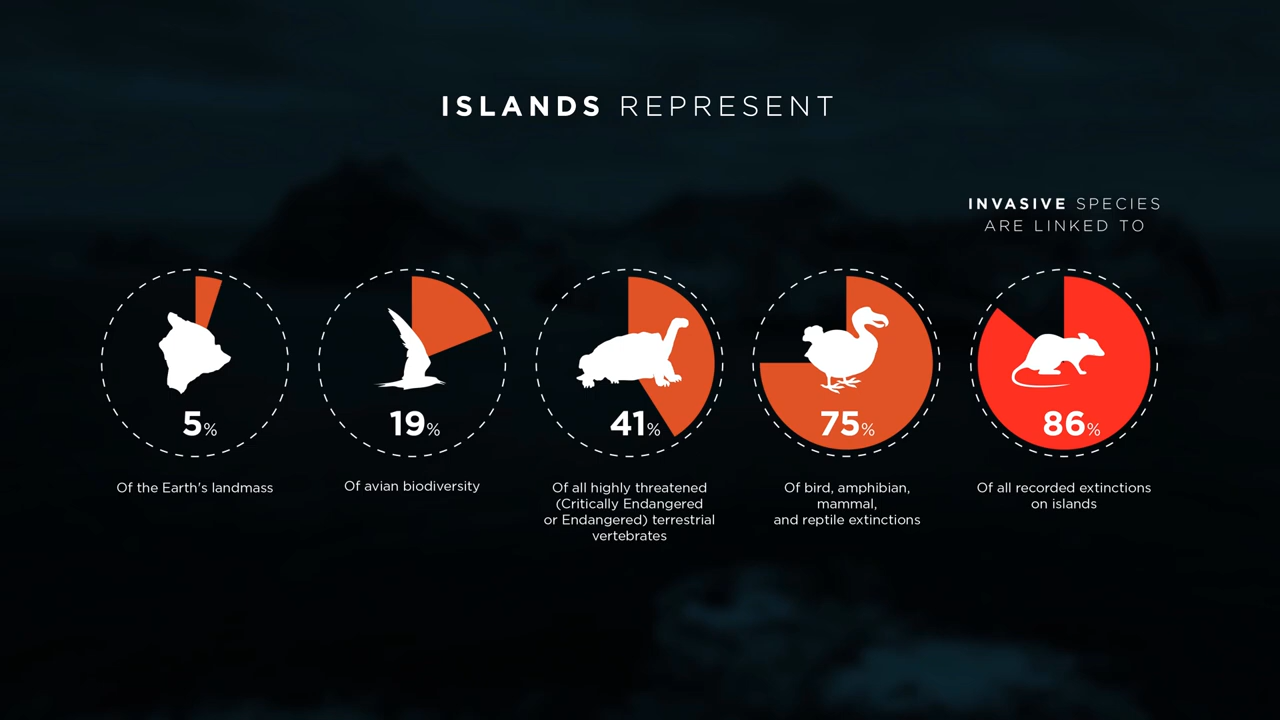 ISLANDS REPRESENT
INVASIVE SPECIES
ARE LINKED TO
5%
Of the Earth's landmass
19%
Of avian biodiversity
41%
Of all highly threatened
(Critically Endangered
or Endangered) terrestrial
vertebrates
75%
Of bird, amphibian,
mammal,
and reptile extinctions
86%
Of all recorded extinctions
on islands